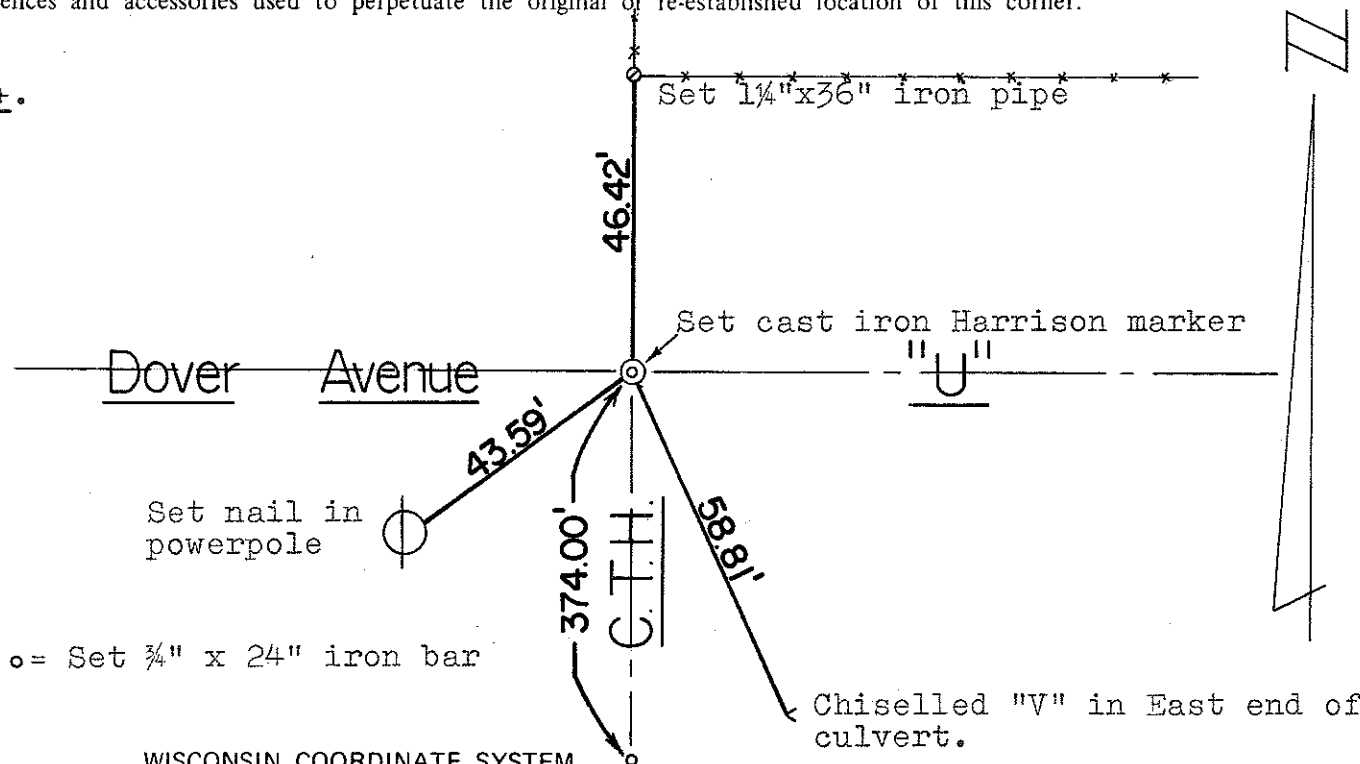 ences and accessories used to perpetuate the original or re-established location of this corner.
Z
±.
Set 1¼"x36" iron pipe
46.42'
Set cast iron Harrison marker
Dover Avenue
"U"
43.59'
Set nail in
powerpole
374.00'
C.T.H.
58.81'
o= Set ¾" x 24" iron bar
Chiselled "V" in East end of
culvert.
WISCONSIN COORDINATE SYSTEM